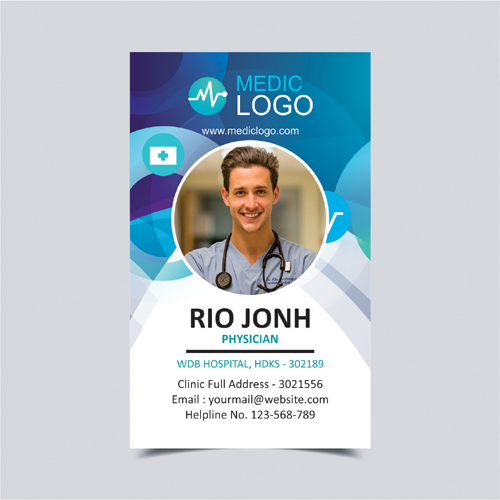 MEDIC
LOGO
www.mediclogo.com
RIO JONH
PHYSICIAN
WDB HOSPITAL, HDKS - 302189
Clinic Full Address - 3021556
Email : yourmail@website.com
Helpline No. 123-568-789